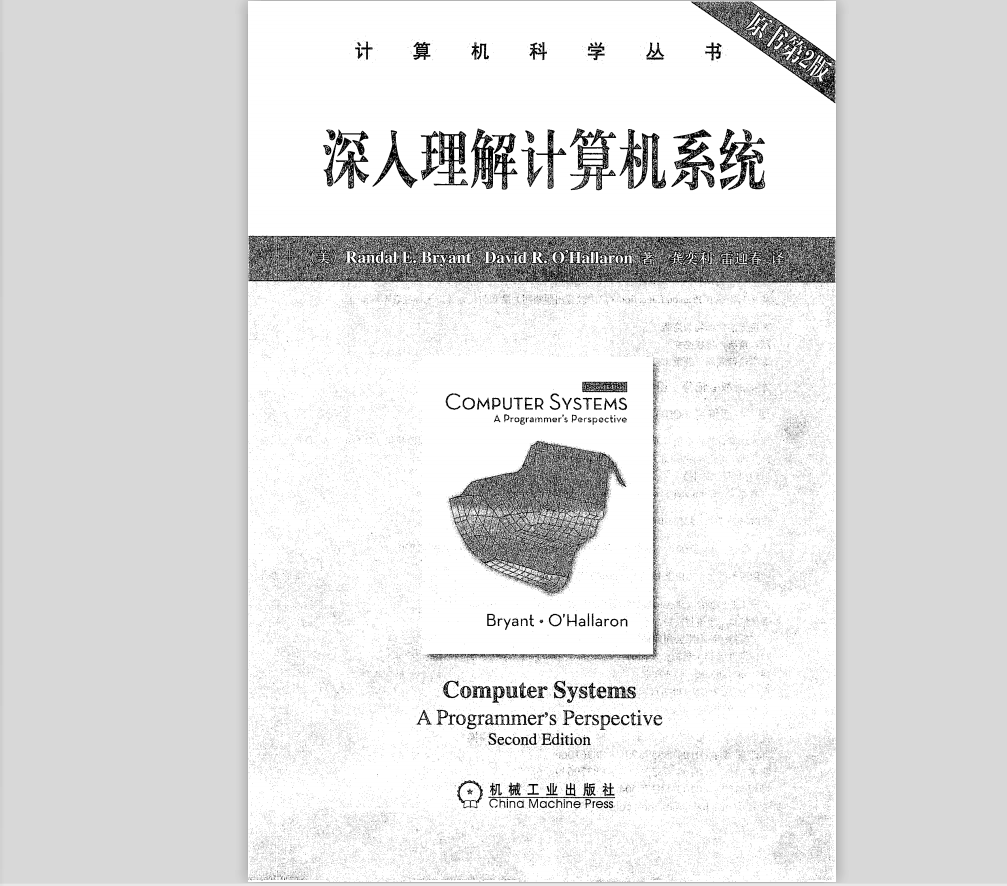 计算机科学丛书
原书第2版
深入理解计算机系统
美 Randal E. Bryant David R. O'Hallaron 著 龚奕利 雷迎春 译
COMPUTER SYSTEMS
A Programmer's Perspective
Bryant • O'Hallaron
Computer Systems
A Programmer's Perspective
Second Edition
机械工业出版社
China Machine Press